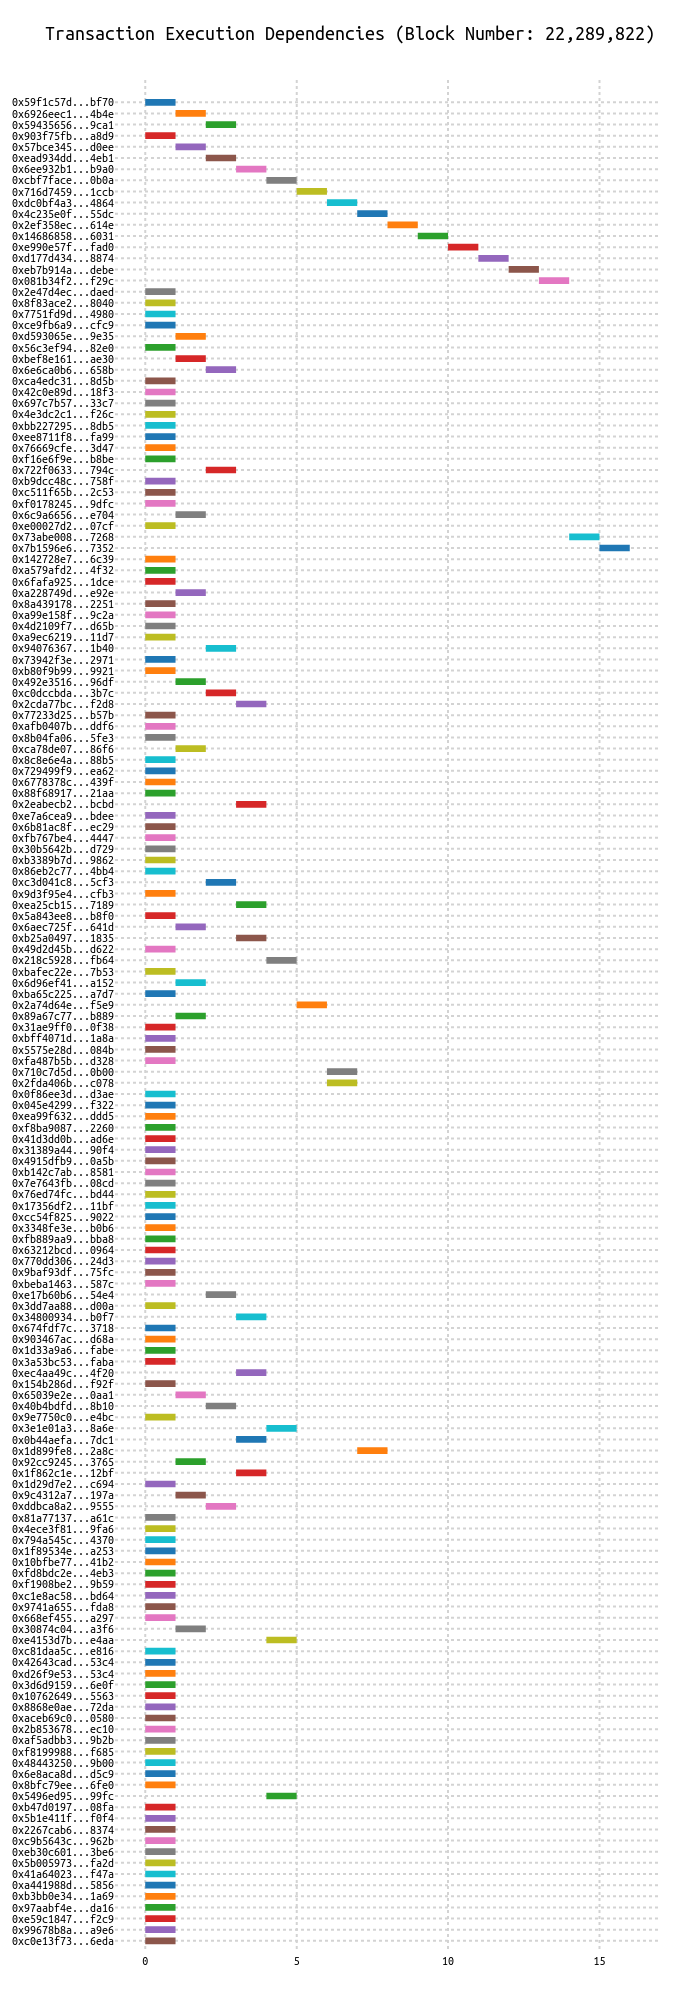 Transaction Execution Dependencies (Block Number: 22,289,822)
0x59f1c57d...bf70
0x6926eec1...4b4e
0x59435656...9ca1
0x903f75fb...a8d9
0x57bce345...d0ee
0xead934dd...4eb1
0x6ee932b1...b9a0
0xcbf7face...0b0a
0x716d7459...1ccb
0xdc0bf4a3...4864
0x4c235e0f...55dc
0x2ef358ec...614e
0x14686858...6031
0xe990e57f...fad0
0xd177d434...8874
0xeb7b914a...debe
0x081b34f2...f29c
0x2e47d4ec...daed
0x8f83ace2...8040
0x7751fd9d...4980
0xce9fb6a9...cfc9
0xd593065e...9e35
0x56c3ef94...82e0
0xbef8e161...ae30
0x6e6ca0b6...658b
0xca4edc31...8d5b
0x42c0e89d...18f3
0x697c7b57...33c7
0x4e3dc2c1...f26c
0xbb227295...8db5
0xee8711f8...fa99
0x76669cfe...3d47
0xf16e6f9e...b8be
0x722f0633...794c
0xb9dcc48c...758f
0xc511f65b...2c53
0xf0178245...9dfc
0x6c9a6656...e704
0xe00027d2...07cf
0x73abe008...7268
0x7b1596e6...7352
0x142728e7...6c39
0xa579afd2...4f32
0x6fafa925...1dce
0xa228749d...e92e
0x8a439178...2251
0xa99e158f...9c2a
0x4d2109f7...d65b
0xa9ec6219...11d7
0x94076367...1b40
0x73942f3e...2971
0xb80f9b99...9921
0x492e3516...96df
0xc0dccbda...3b7c
0x2cda77bc...f2d8
0x77233d25...b57b
0xafb0407b...ddf6
0x8b04fa06...5fe3
0xca78de07...86f6
0x8c8e6e4a...88b5
0x729499f9...ea62
0x6778378c...439f
0x88f68917...21aa
0x2eabecb2...bcbd
0xe7a6cea9...bdee
0x6b81ac8f...ec29
0xfb767be4...4447
0x30b5642b...d729
0xb3389b7d...9862
0x86eb2c77...4bb4
0xc3d041c8...5cf3
0x9d3f95e4...cfb3
0xea25cb15...7189
0x5a843ee8...b8f0
0x6aec725f...641d
0xb25a0497...1835
0x49d2d45b...d622
0x218c5928...fb64
0xbafec22e...7b53
0x6d96ef41...a152
0xba65c225...a7d7
0x2a74d64e...f5e9
0x89a67c77...b889
0x31ae9ff0...0f38
0xbff4071d...1a8a
0x5575e28d...084b
0xfa487b5b...d328
0x710c7d5d...0b00
0x2fda406b...c078
0x0f86ee3d...d3ae
0x045e4299...f322
0xea99f632...ddd5
0xf8ba9087...2260
0x41d3dd0b...ad6e
0x31389a44...90f4
0x4915dfb9...0a5b
0xb142c7ab...8581
0x7e7643fb...08cd
0x76ed74fc...bd44
0x17356df2...11bf
0xcc54f825...9022
0x3348fe3e...b0b6
0xfb889aa9...bba8
0x63212bcd...0964
0x770dd306...24d3
0x9baf93df...75fc
0xbeba1463...587c
0xe17b60b6...54e4
0x3dd7aa88...d00a
0x34800934...b0f7
0x674fdf7c...3718
0x903467ac...d68a
0x1d33a9a6...fabe
0x3a53bc53...faba
0xec4aa49c...4f20
0x154b286d...f92f
0x65039e2e...0aa1
0x40b4bdfd...8b10
0x9e7750c0...e4bc
0x3e1e01a3...8a6e
0x0b44aefa...7dc1
0x1d899fe8...2a8c
0x92cc9245...3765
0x1f862c1e...12bf
0x1d29d7e2...c694
0x9c4312a7...197a
0xddbca8a2...9555
0x81a77137...a61c
0x4ece3f81...9fa6
0x794a545c...4370
0x1f89534e...a253
0x10bfbe77...41b2
0xfd8bdc2e...4eb3
0xf1908be2...9b59
0xc1e8ac58...bd64
0x9741a655...fda8
0x668ef455...a297
0x30874c04...a3f6
0xe4153d7b...e4aa
0xc81daa5c...e816
0x42643cad...53c4
0xd26f9e53...53c4
0x3d6d9159...6e0f
0x10762649...5563
0x8868e0ae...72da
0xaceb69c0...0580
0x2b853678...ec10
0xaf5adbb3...9b2b
0xf8199988...f685
0x48443250...9b00
0x6e8aca8d...d5c9
0x8bfc79ee...6fe0
0x5496ed95...99fc
0xb47d0197...08fa
0x5b1e411f...f0f4
0x2267cab6...8374
0xc9b5643c...962b
0xeb30c601...3be6
0x5b005973...fa2d
0x41a64023...f47a
0xa441988d...5856
0xb3bb0e34...1a69
0x97aabf4e...da16
0xe59c1847...f2c9
0x99678b8a...a9e6
0xc0e13f73...6eda
0 5 10 15